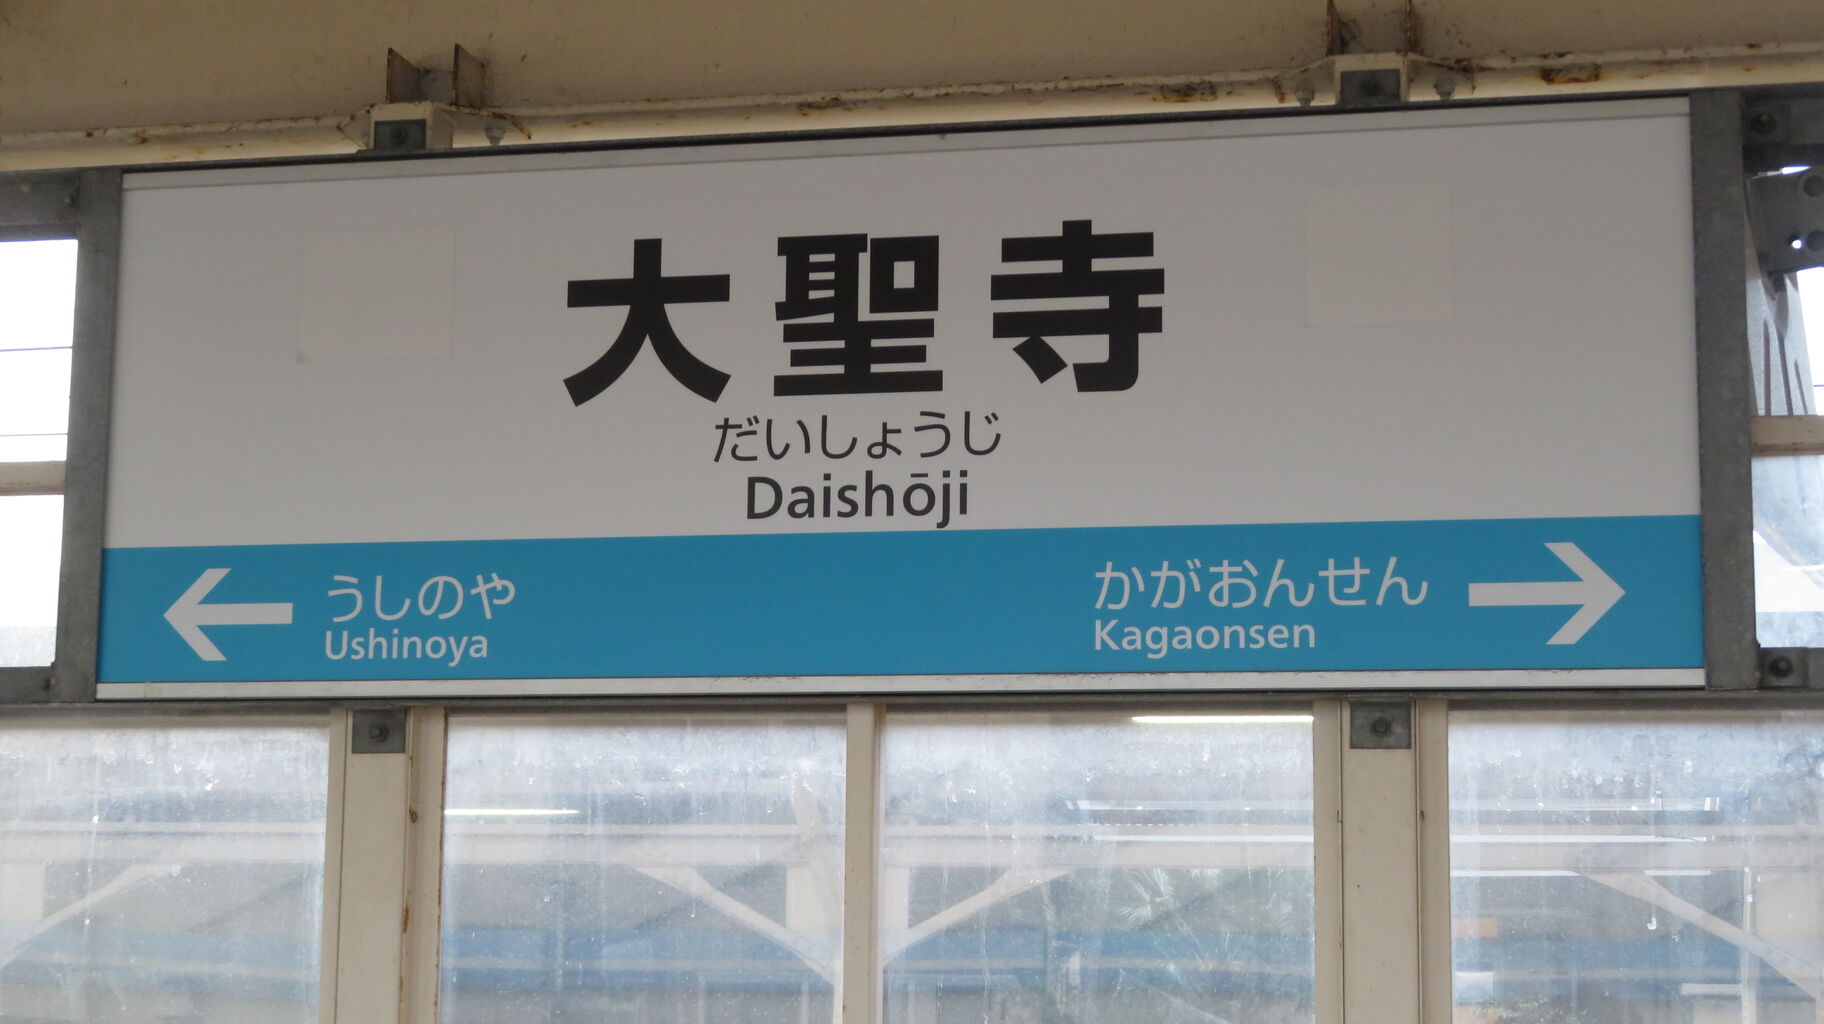 大聖寺
だいしょうじ
Daishōji
うしのや
Ushinoya
かがおんせん
Kagaonsen